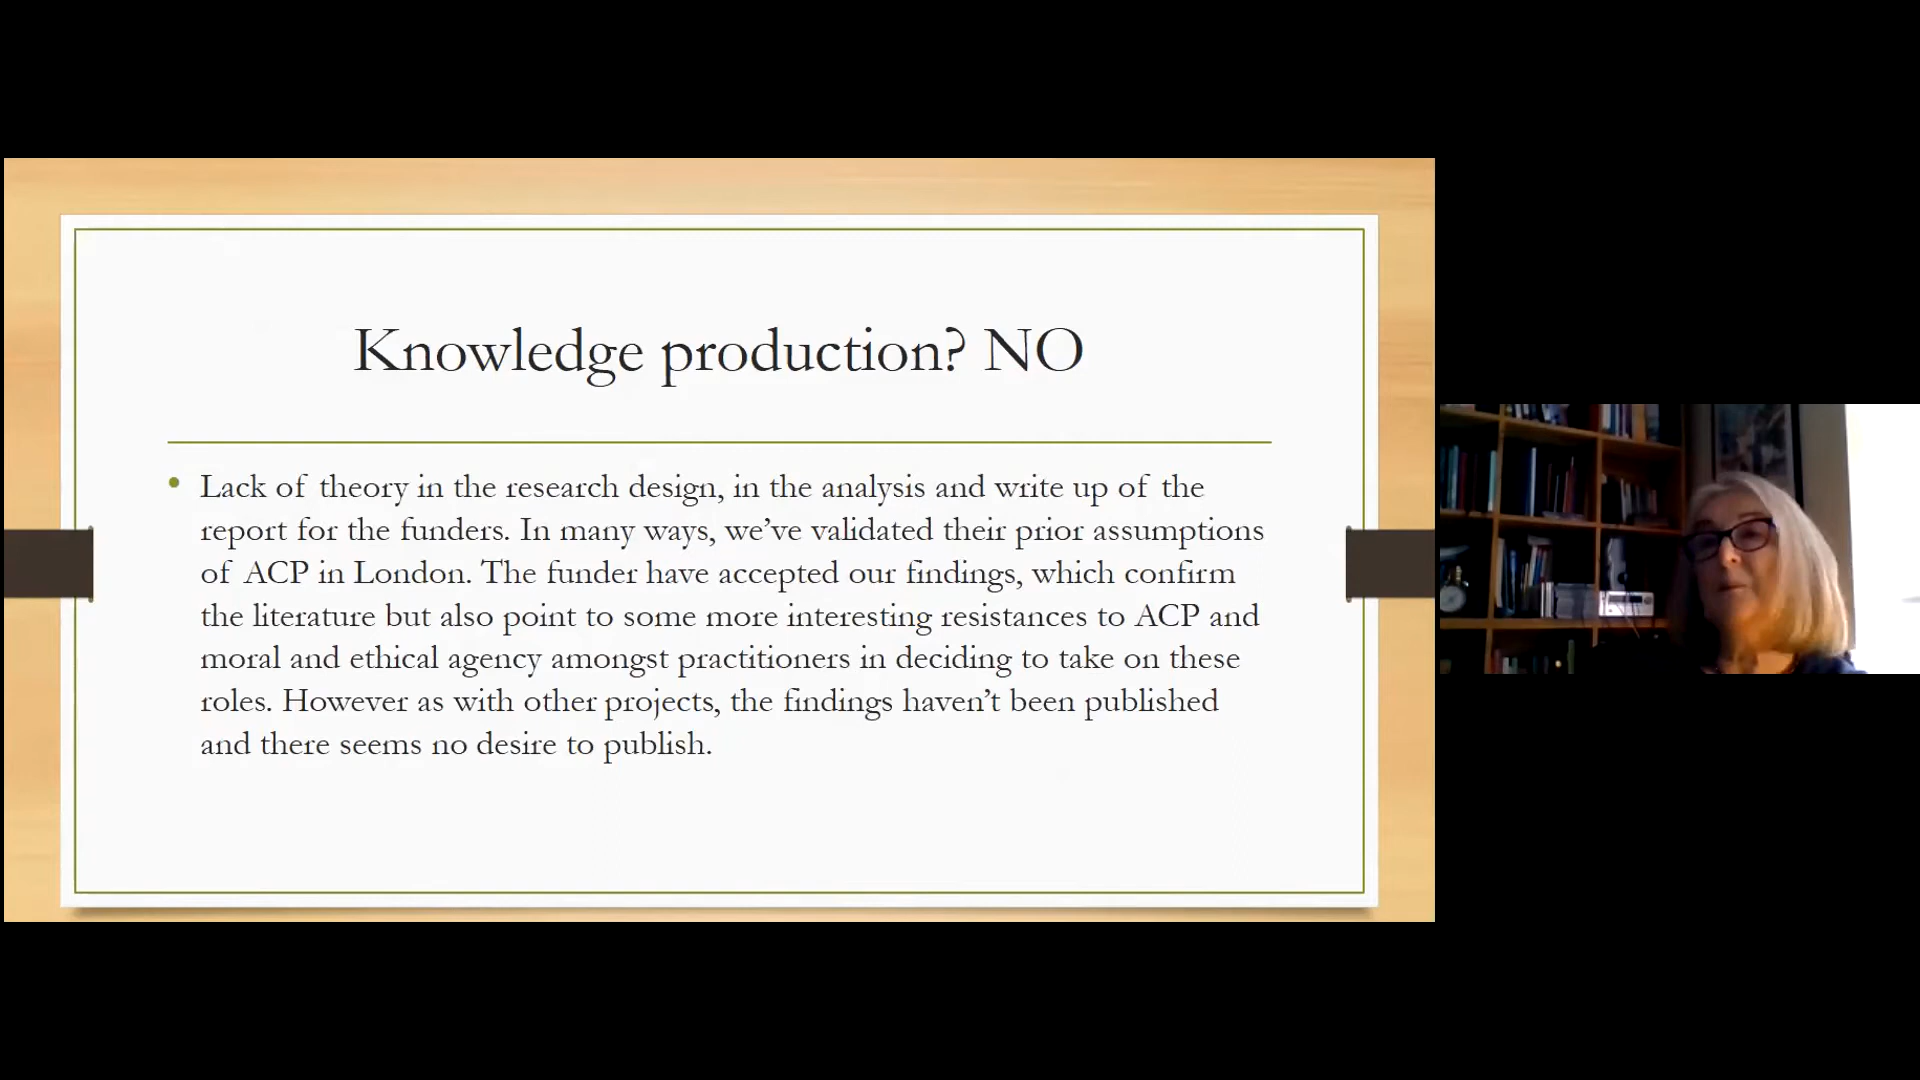 Knowledge production? NO
• Lack of theory in the research design, in the analysis and write up of the
report for the funders. In many ways, we’ve validated their prior assumptions
of ACP in London. The funder have accepted our findings, which confirm
the literature but also point to some more interesting resistances to ACP and
moral and ethical agency amongst practitioners in deciding to take on these
roles. However as with other projects, the findings haven’t been published
and there seems no desire to publish.